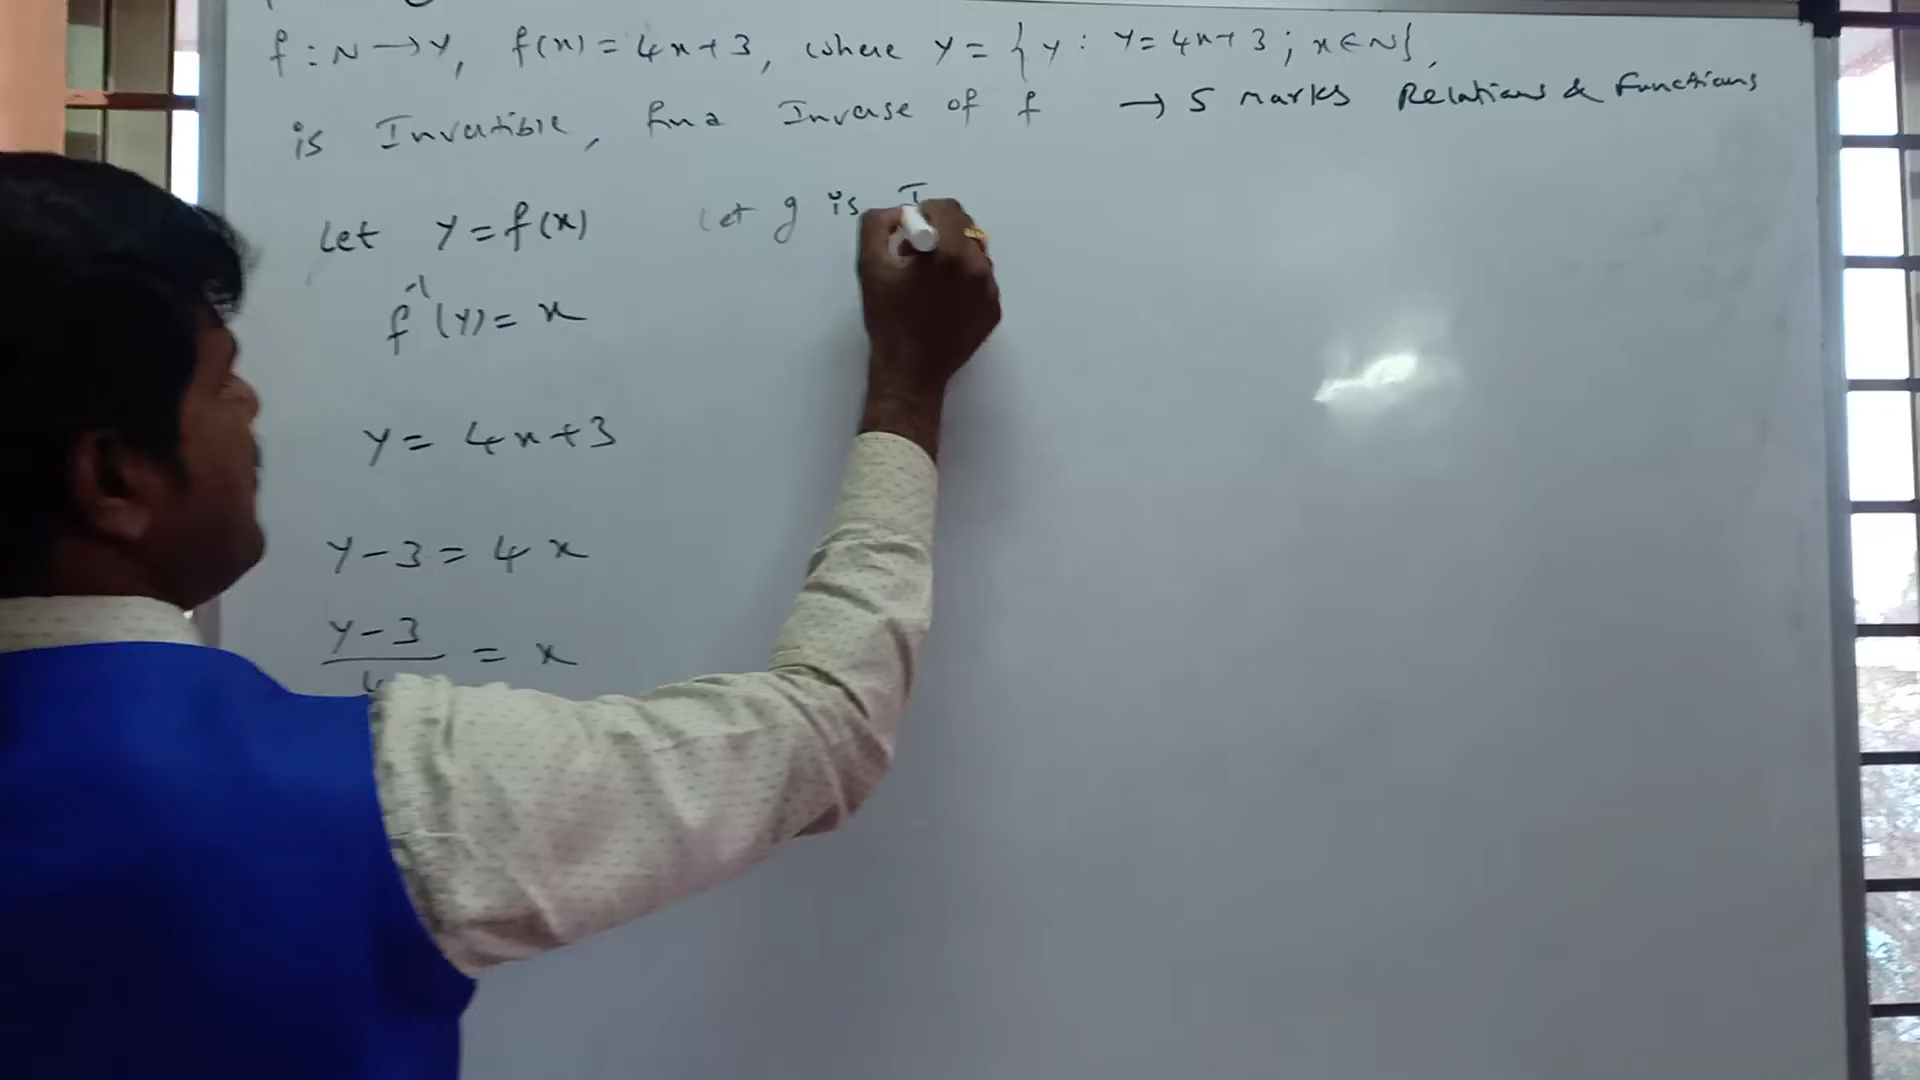 f : N → Y, f(x) = 4x+3, where Y = { y : Y = 4x+3 ; x ∈ N },
is Invertible, find Inverse of f → 5 marks Relations & Functions
Let Y = f(x)
f⁻¹(Y) = x
Y = 4x+3
Y-3 = 4x
Y-3 / 4 = x
Let g is I